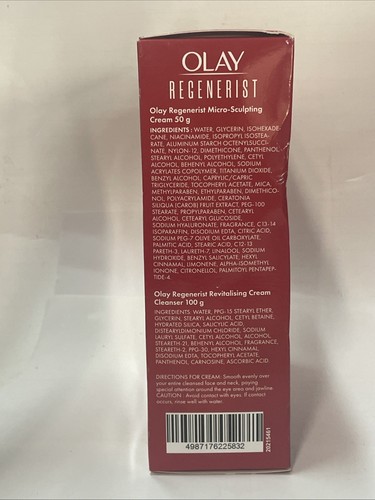 OLAY
REGENERIST
Olay Regenerist Micro-Sculpting
Cream 50 g
INGREDIENTS : WATER, GLYCERIN, ISOHEXADE-
CANE, NIACINAMIDE, ISOPROPYL ISOSTEA-
RATE, ALUMINUM STARCH OCTENYLSUCCI-
NATE, NYLON-12, DIMETHICONE, PANTHENOL,
STEARYL ALCOHOL, POLYETHYLENE, CETYL
ALCOHOL, BEHENYL ALCOHOL, SODIUM
ACRYLATES COPOLYMER, TITANIUM DIOXIDE,
BENZYL ALCOHOL, CAPRYLIC/CAPRIC
TRIGLYCERIDE, TOCOPHERYL ACETATE, MICA,
METHYLPARABEN, ETHYLPARABEN, DIMETHICO-
NOL, POLYACRYLAMIDE, CERATONIA
SILIQUA (CAROB) FRUIT EXTRACT, PEG-100
STEARATE, PROPYLPARABEN, CETEARYL
ALCOHOL, CETEARYL GLUCOSIDE,
SODIUM HYALURONATE, FRAGRANCE, C13-14
ISOPARAFFIN, DISODIUM EDTA, CITRIC ACID,
SODIUM PEG-7 OLIVE OIL CARBOXYLATE,
PALMITIC ACID, STEARIC ACID, C12-13
PARETH-3, LAURETH-7, LINALOOL, SODIUM
HYDROXIDE, BENZYL SALICYLATE, HEXYL
CINNAMAL, LIMONENE, ALPHA-ISOMETHYL
IONONE, CITRONELLOL, PALMITOYL PENTAPEP-
TIDE-4.
Olay Regenerist Revitalising Cream
Cleanser 100 g
INGREDIENTS: WATER, PPG-15 STEARYL ETHER,
GLYCERIN, STEARYL ALCOHOL, CETYL BETAINE,
HYDRATED SILICA, SALICYLIC ACID,
DISTEARYLDIMONIUM CHLORIDE, SODIUM
LAURYL SULFATE, CETYL ALCOHOL, ALCOHOL
STEARETH-21, BEHENYL ALCOHOL, FRAGRANCE,
STEARETH-2, PPG-30, HEXYL CINNAMAL,
DISODIUM EDTA, TOCOPHERYL ACETATE,
PANTHENOL, CARNOSINE, ASCORBIC ACID.
DIRECTIONS FOR CREAM: Smooth evenly over
your entire cleansed face and neck, paying
special attention around the eye area and jawline.
CAUTION : Avoid contact with eyes. If contact
occurs, rinse well with water.
4987176225832
20215461